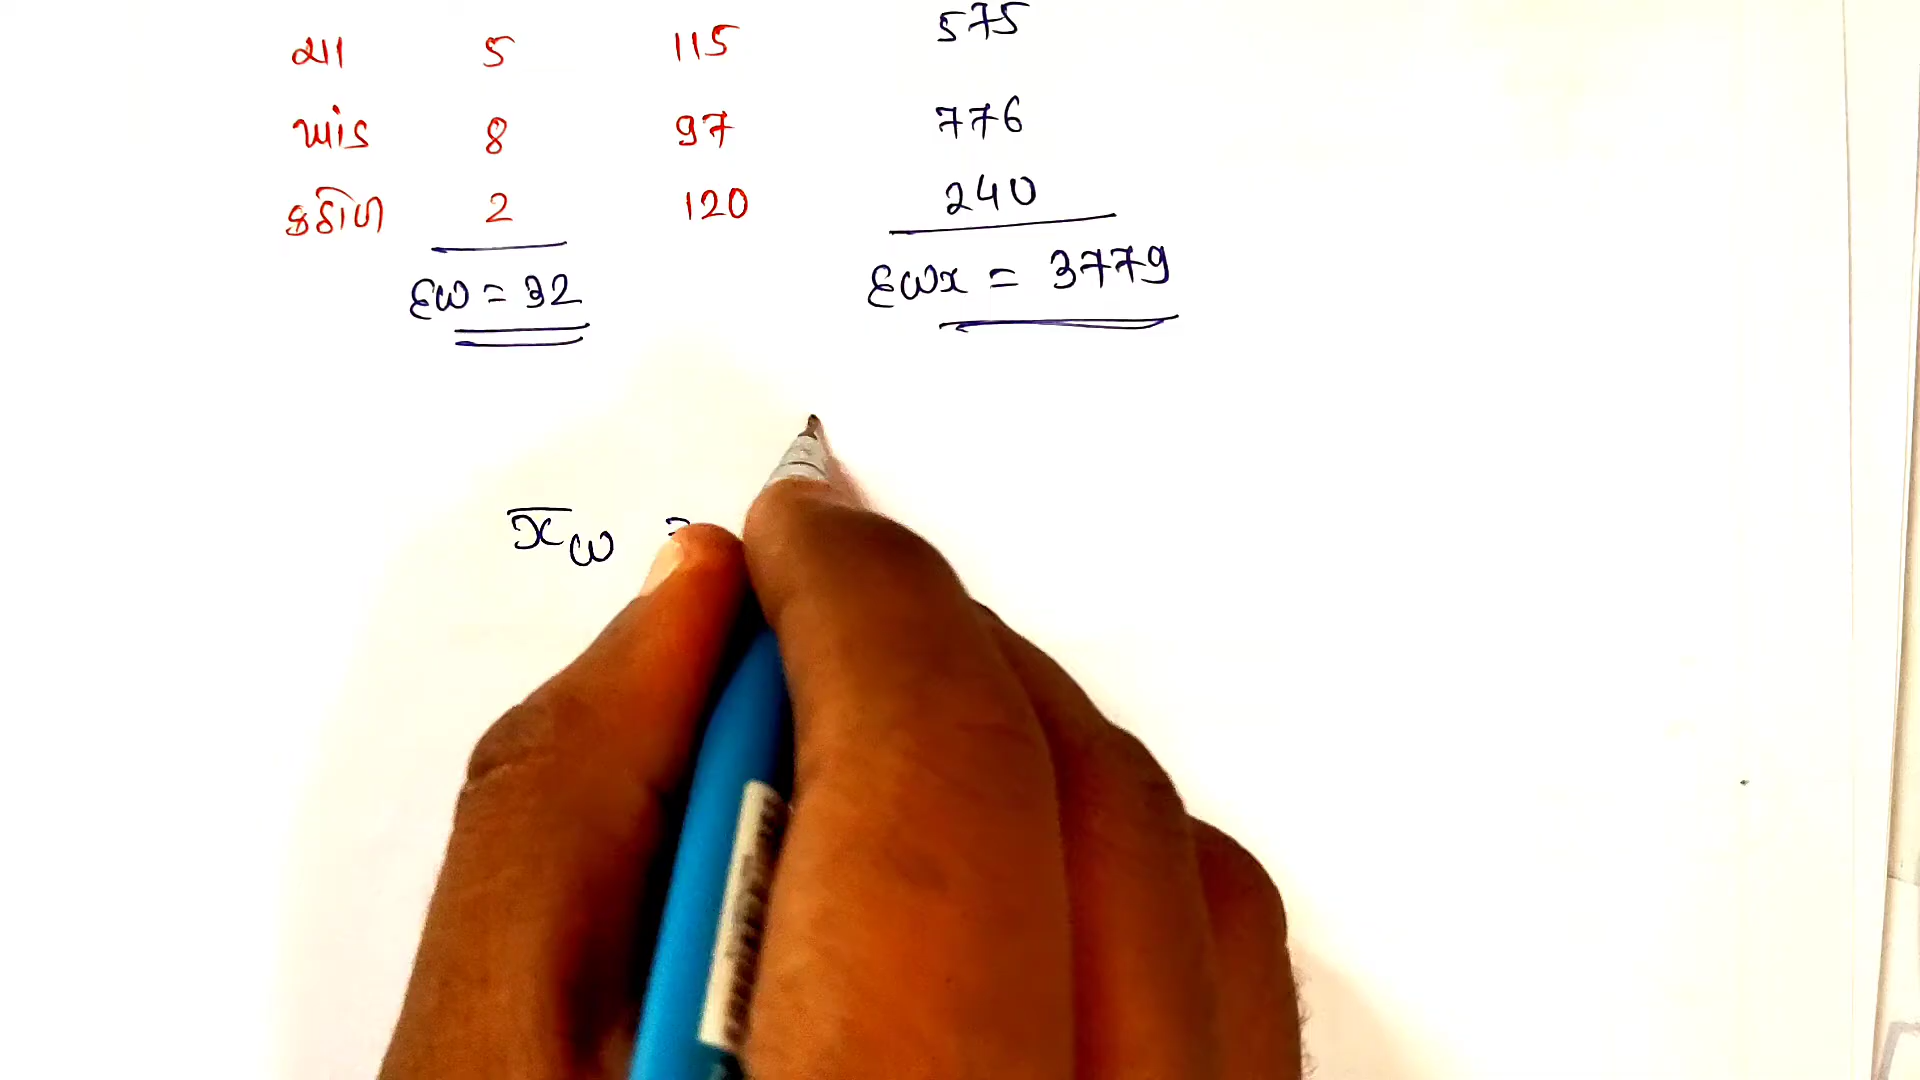 ચા 5 115 575
ખાંડ 8 97 776
કઠોળ 2 120 240
Σw = 32 Σwx = 3779
x̄w =